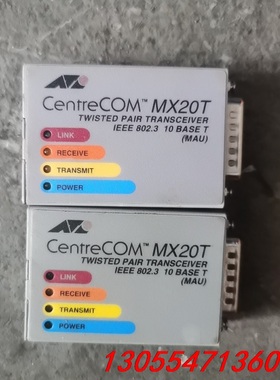 CentreCOM™ MX20T
TWISTED PAIR TRANSCEIVER
IEEE 802.3 10 BASE T
(MAU)
LINK
RECEIVE
TRANSMIT
POWER
CentreCOM™ MX20T
TWISTED PAIR TRANSCEIVER
IEEE 802.3 10 BASE T
(MAU)
LINK
RECEIVE
TRANSMIT
POWER
13055471360